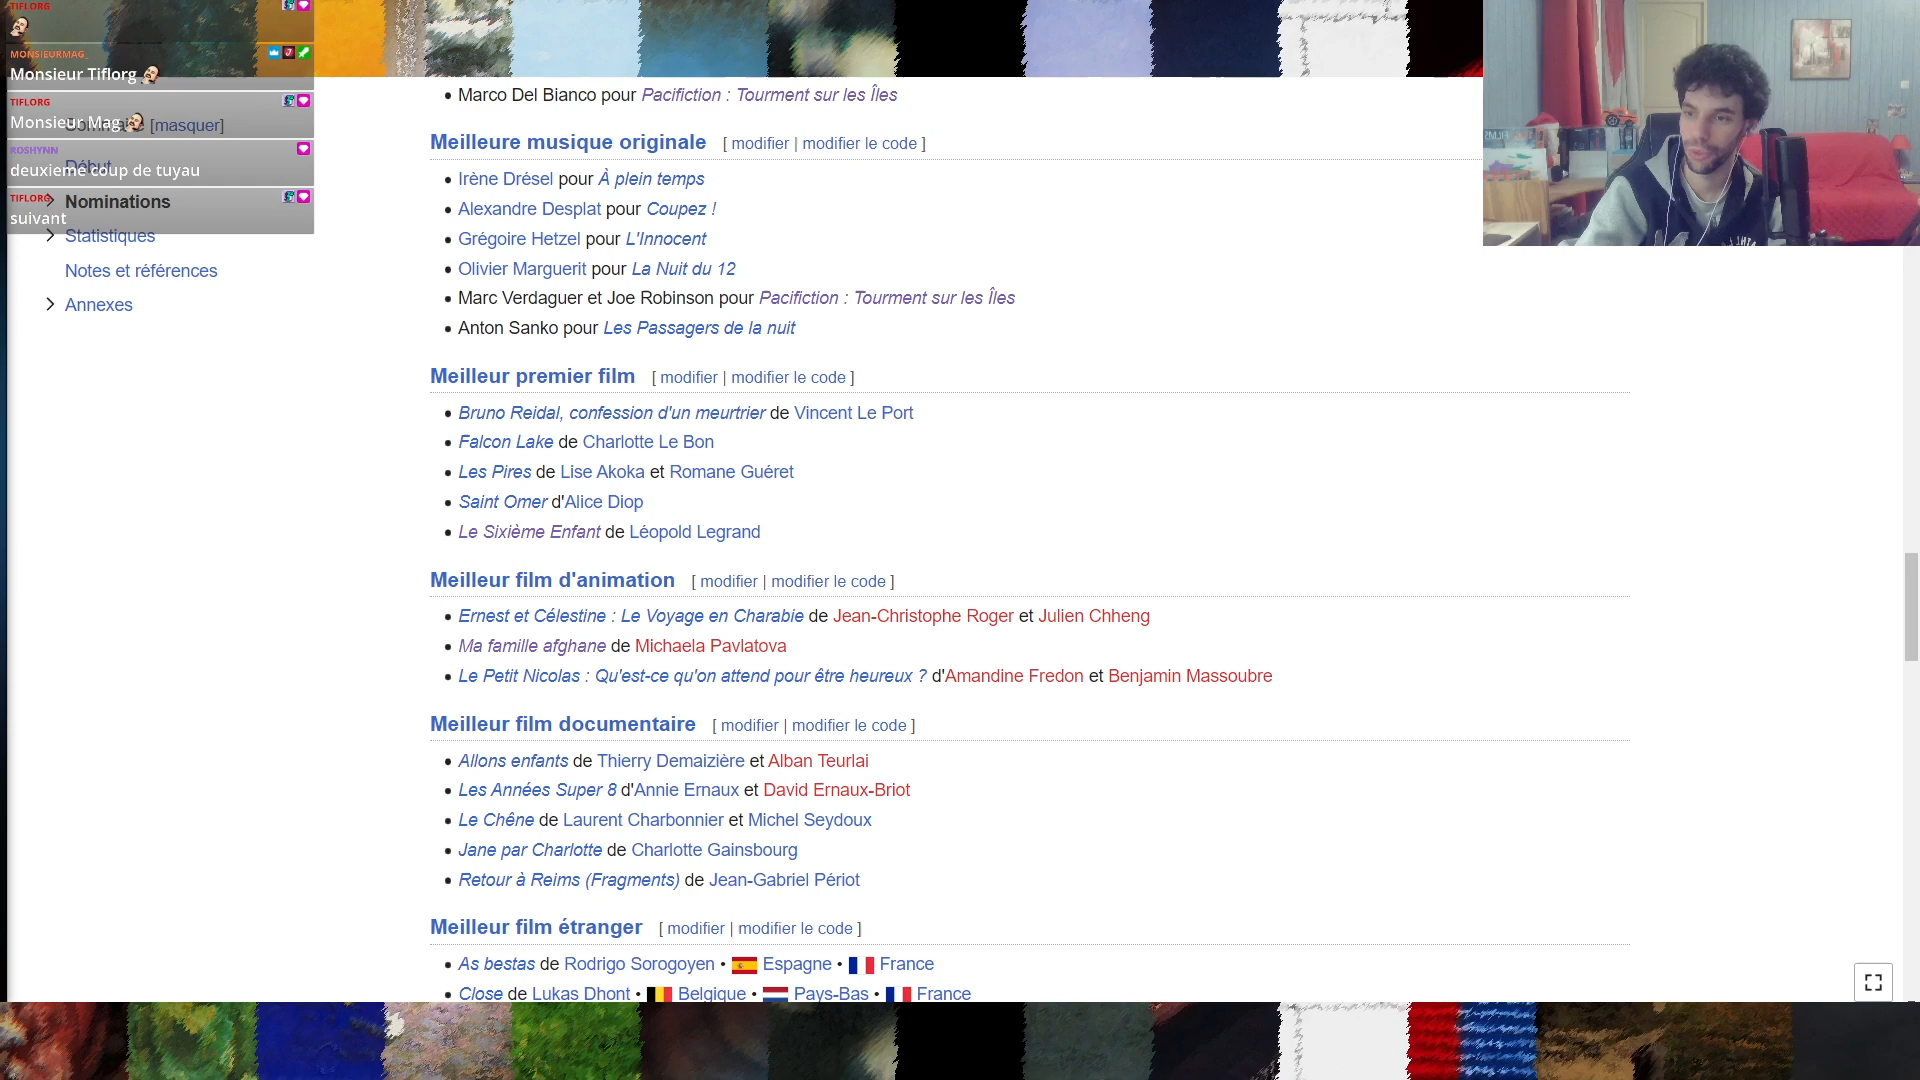 TIFLORG
MONSIEURMAG_
Monsieur Tiflorg
TIFLORG
Monsieur Mag
[masquer]
ROSHYNN
Début
deuxieme coup de tuyau
TIFLORG
Nominations
suivant
Statistiques
Notes et références
Annexes
• Marco Del Bianco pour Pacifiction : Tourment sur les Îles
Meilleure musique originale [ modifier | modifier le code ]
• Irène Drésel pour À plein temps
• Alexandre Desplat pour Coupez !
• Grégoire Hetzel pour L'Innocent
• Olivier Marguerit pour La Nuit du 12
• Marc Verdaguer et Joe Robinson pour Pacifiction : Tourment sur les Îles
• Anton Sanko pour Les Passagers de la nuit
Meilleur premier film [ modifier | modifier le code ]
• Bruno Reidal, confession d'un meurtrier de Vincent Le Port
• Falcon Lake de Charlotte Le Bon
• Les Pires de Lise Akoka et Romane Guéret
• Saint Omer d'Alice Diop
• Le Sixième Enfant de Léopold Legrand
Meilleur film d'animation [ modifier | modifier le code ]
• Ernest et Célestine : Le Voyage en Charabie de Jean-Christophe Roger et Julien Chheng
• Ma famille afghane de Michaela Pavlatova
• Le Petit Nicolas : Qu'est-ce qu'on attend pour être heureux ? d'Amandine Fredon et Benjamin Massoubre
Meilleur film documentaire [ modifier | modifier le code ]
• Allons enfants de Thierry Demaizière et Alban Teurlai
• Les Années Super 8 d'Annie Ernaux et David Ernaux-Briot
• Le Chêne de Laurent Charbonnier et Michel Seydoux
• Jane par Charlotte de Charlotte Gainsbourg
• Retour à Reims (Fragments) de Jean-Gabriel Périot
Meilleur film étranger [ modifier | modifier le code ]
• As bestas de Rodrigo Sorogoyen • Espagne • France
• Close de Lukas Dhont • Belgique • Pays-Bas • France